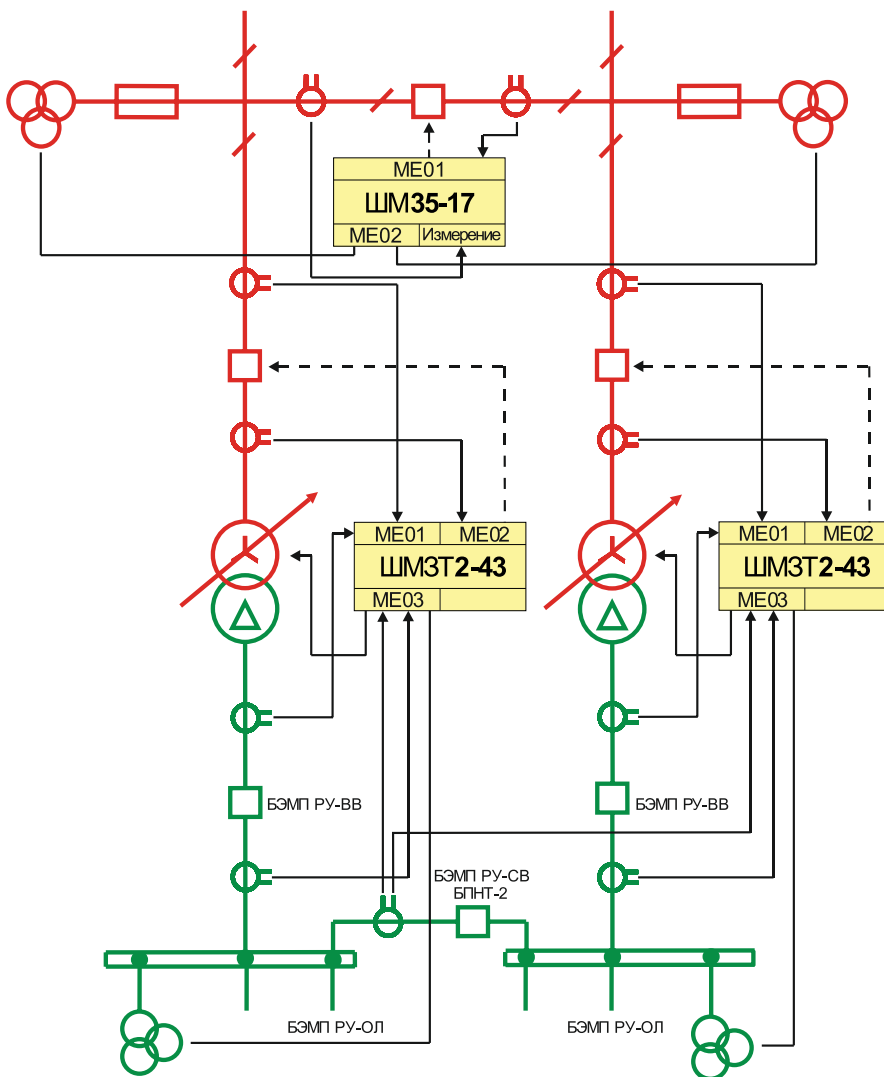 МЕ01
ШМ35-17
МЕ02 Измерение
МЕ01 МЕ02
ШМЗТ2-43
МЕ03
МЕ01 МЕ02
ШМЗТ2-43
МЕ03
БЭМП РУ-ВВ
БЭМП РУ-ВВ
БЭМП РУ-СВ
БПНТ-2
БЭМП РУ-ОЛ
БЭМП РУ-ОЛ